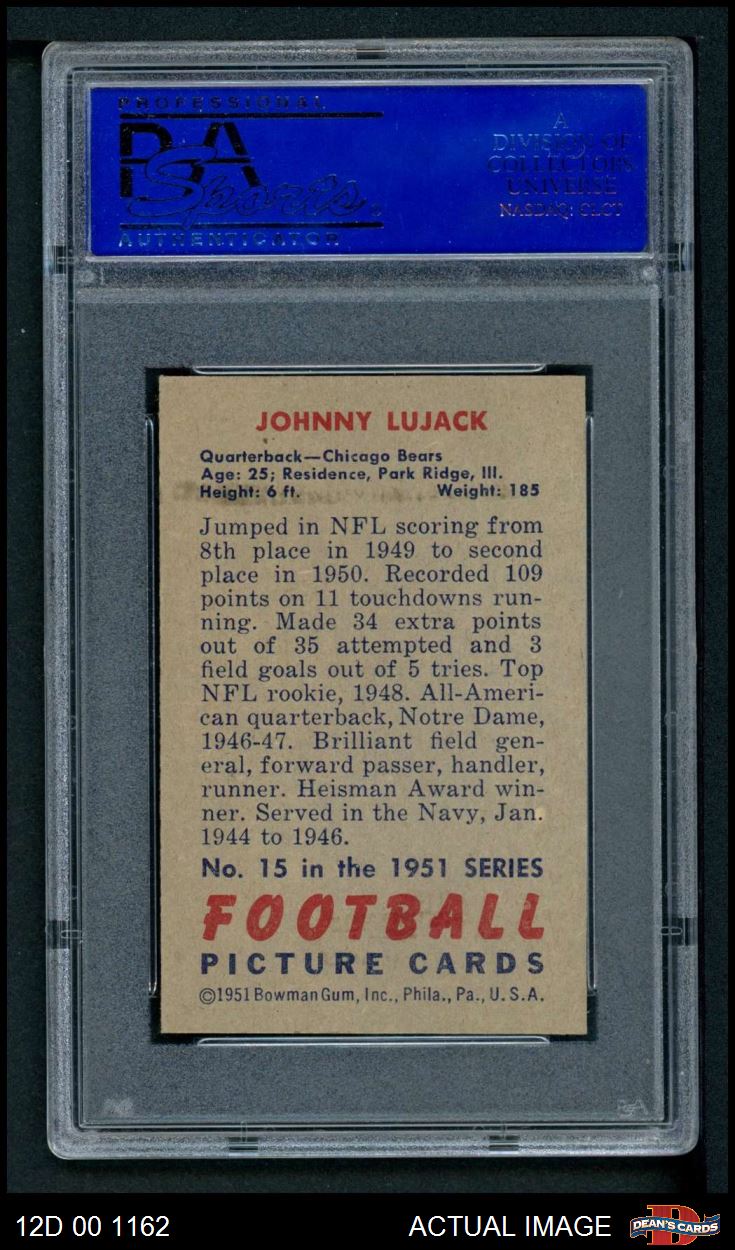 PROFESSIONAL
PSA
Sports
AUTHENTICATOR
A
DIVISION OF
COLLECTORS
UNIVERSE
NASDAQ: CLCT
JOHNNY LUJACK
Quarterback—Chicago Bears
Age: 25; Residence, Park Ridge, Ill.
Height: 6 ft. Weight: 185
Jumped in NFL scoring from
8th place in 1949 to second
place in 1950. Recorded 109
points on 11 touchdowns run-
ning. Made 34 extra points
out of 35 attempted and 3
field goals out of 5 tries. Top
NFL rookie, 1948. All-Ameri-
can quarterback, Notre Dame,
1946-47. Brilliant field gen-
eral, forward passer, handler,
runner. Heisman Award win-
ner. Served in the Navy, Jan.
1944 to 1946.
No. 15 in the 1951 SERIES
FOOTBALL
PICTURE CARDS
©1951 Bowman Gum, Inc., Phila., Pa., U.S.A.
PSA
12D 00 1162 ACTUAL IMAGE DEAN'S CARDS